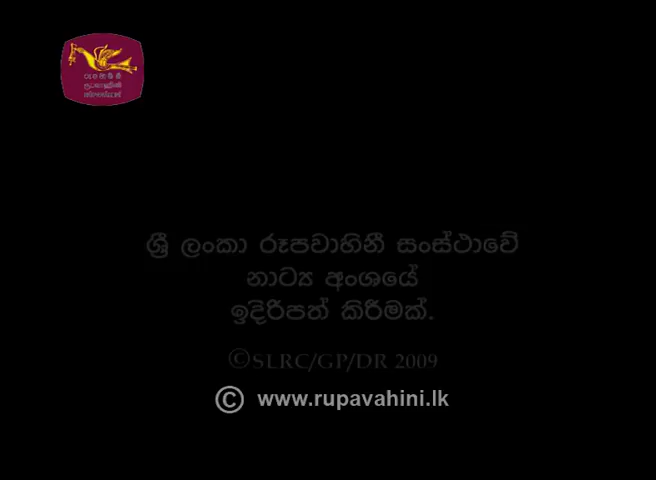 ශ්‍රී ලංකා රූපවාහිනී සංස්ථාවේ
නාට්‍ය අංශයේ
ඉදිරිපත් කිරීමක්.
©SLRC/GP/DR 2009
© www.rupavahini.lk